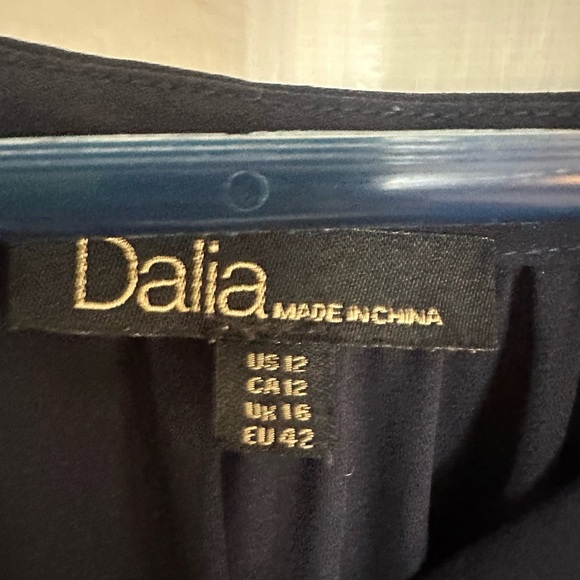 Dalia MADE IN CHINA
US 12
CA 12
UK 16
EU 42